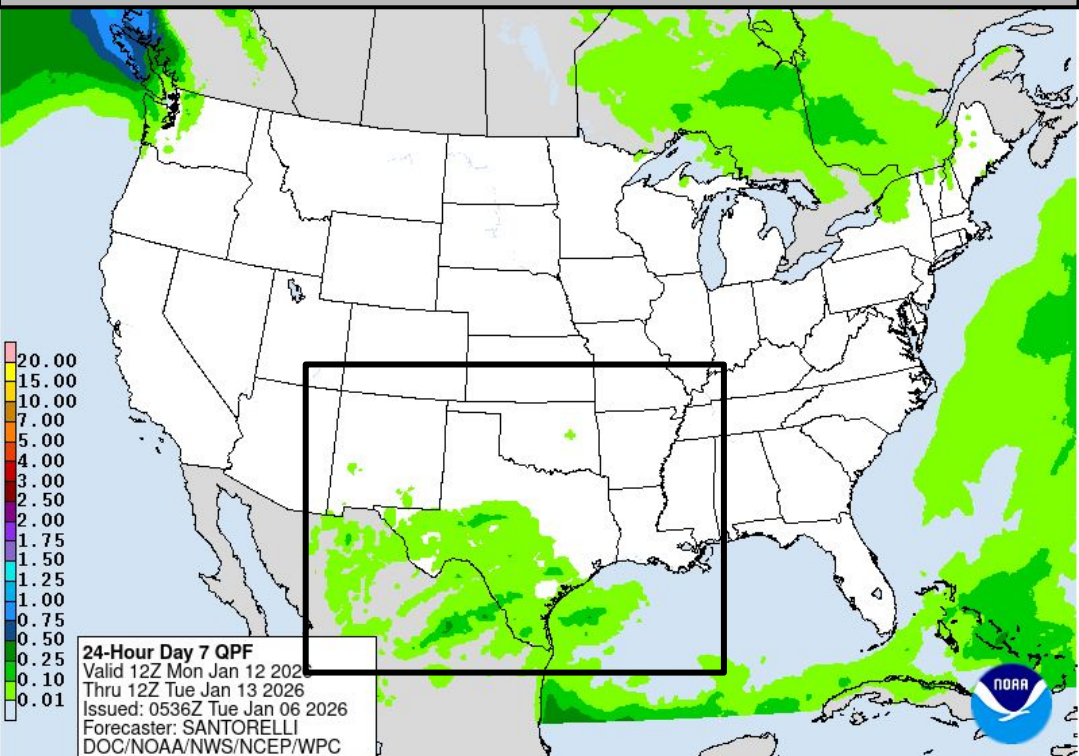 20.00
15.00
10.00
7.00
5.00
4.00
3.00
2.50
2.00
1.75
1.50
1.25
1.00
0.75
0.50
0.25
0.10
0.01
24-Hour Day 7 QPF
Valid 12Z Mon Jan 12 2026
Thru 12Z Tue Jan 13 2026
Issued: 0536Z Tue Jan 06 2026
Forecaster: SANTORELLI
DOC/NOAA/NWS/NCEP/WPC
NOAA